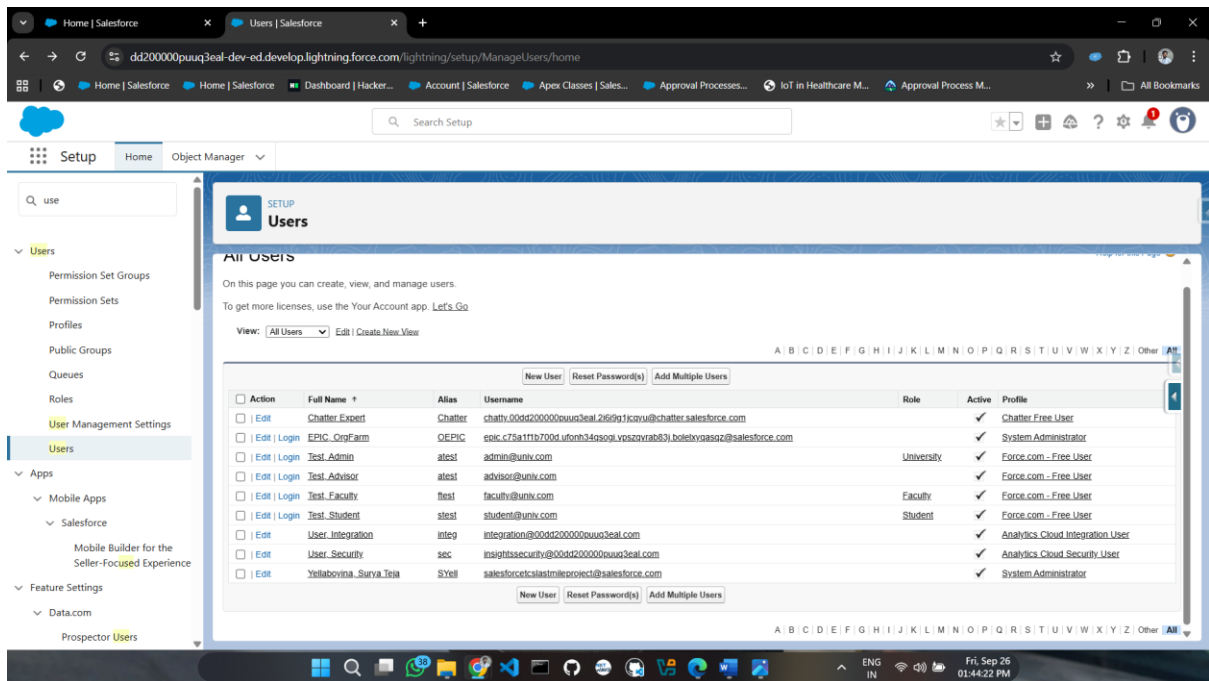 Home | Salesforce
Users | Salesforce
dd200000puuq3eal-dev-ed.develop.lightning.force.com/lightning/setup/ManageUsers/home
Home | Salesforce Home | Salesforce Dashboard | Hacker... Account | Salesforce Apex Classes | Sales... Approval Processes... IoT in Healthcare M... Approval Process M... » All Bookmarks
Search Setup
Setup Home Object Manager
use
SETUP
Users
Users
Permission Set Groups
Permission Sets
Profiles
Public Groups
Queues
Roles
User Management Settings
Users
Apps
Mobile Apps
Salesforce
Mobile Builder for the
Seller-Focused Experience
Feature Settings
Data.com
Prospector Users
All Users
Help for this Page
On this page you can create, view, and manage users.
To get more licenses, use the Your Account app. Let's Go
View: All Users Edit | Create New View
A | B | C | D | E | F | G | H | I | J | K | L | M | N | O | P | Q | R | S | T | U | V | W | X | Y | Z | Other All
New User Reset Password(s) Add Multiple Users
Action Full Name Alias Username Role Active Profile
| Edit Chatter Expert Chatter chatty.00dd200000puuq3eal.2i6i9g1jcqvu@chatter.salesforce.com Chatter Free User
| Edit | Login EPIC, OrgFarm OEPIC System Administrator
| Edit | Login Test, Admin atest admin@univ.com University Force.com - Free User
| Edit | Login Test, Advisor atest advisor@univ.com Force.com - Free User
| Edit | Login Test, Faculty ftest faculty@univ.com Faculty Force.com - Free User
| Edit | Login Test, Student stest student@univ.com Student Force.com - Free User
| Edit User, Integration integ integration@00dd200000puuq3eal.com Analytics Cloud Integration User
| Edit User, Security sec insightssecurity@00dd200000puuq3eal.com Analytics Cloud Security User
| Edit Yellaboyina, Surya Teja SYell salesforcetcslastmileproject@salesforce.com System Administrator
New User Reset Password(s) Add Multiple Users
A | B | C | D | E | F | G | H | I | J | K | L | M | N | O | P | Q | R | S | T | U | V | W | X | Y | Z | Other All
1
38
ENG
IN
Fri, Sep 26
01:44:22 PM